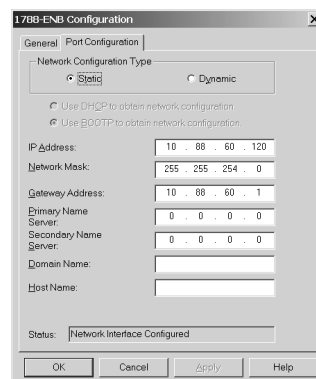 1788-ENB Configuration
General Port Configuration
Network Configuration Type
Static Dynamic
Use DHCP to obtain network configuration.
Use BOOTP to obtain network configuration.
IP Address: 10 . 88 . 60 . 120
Network Mask: 255 . 255 . 254 . 0
Gateway Address: 10 . 88 . 60 . 1
Primary Name
Server: 0 . 0 . 0 . 0
Secondary Name
Server: 0 . 0 . 0 . 0
Domain Name:
Host Name:
Status: Network Interface Configured
OK Cancel Apply Help